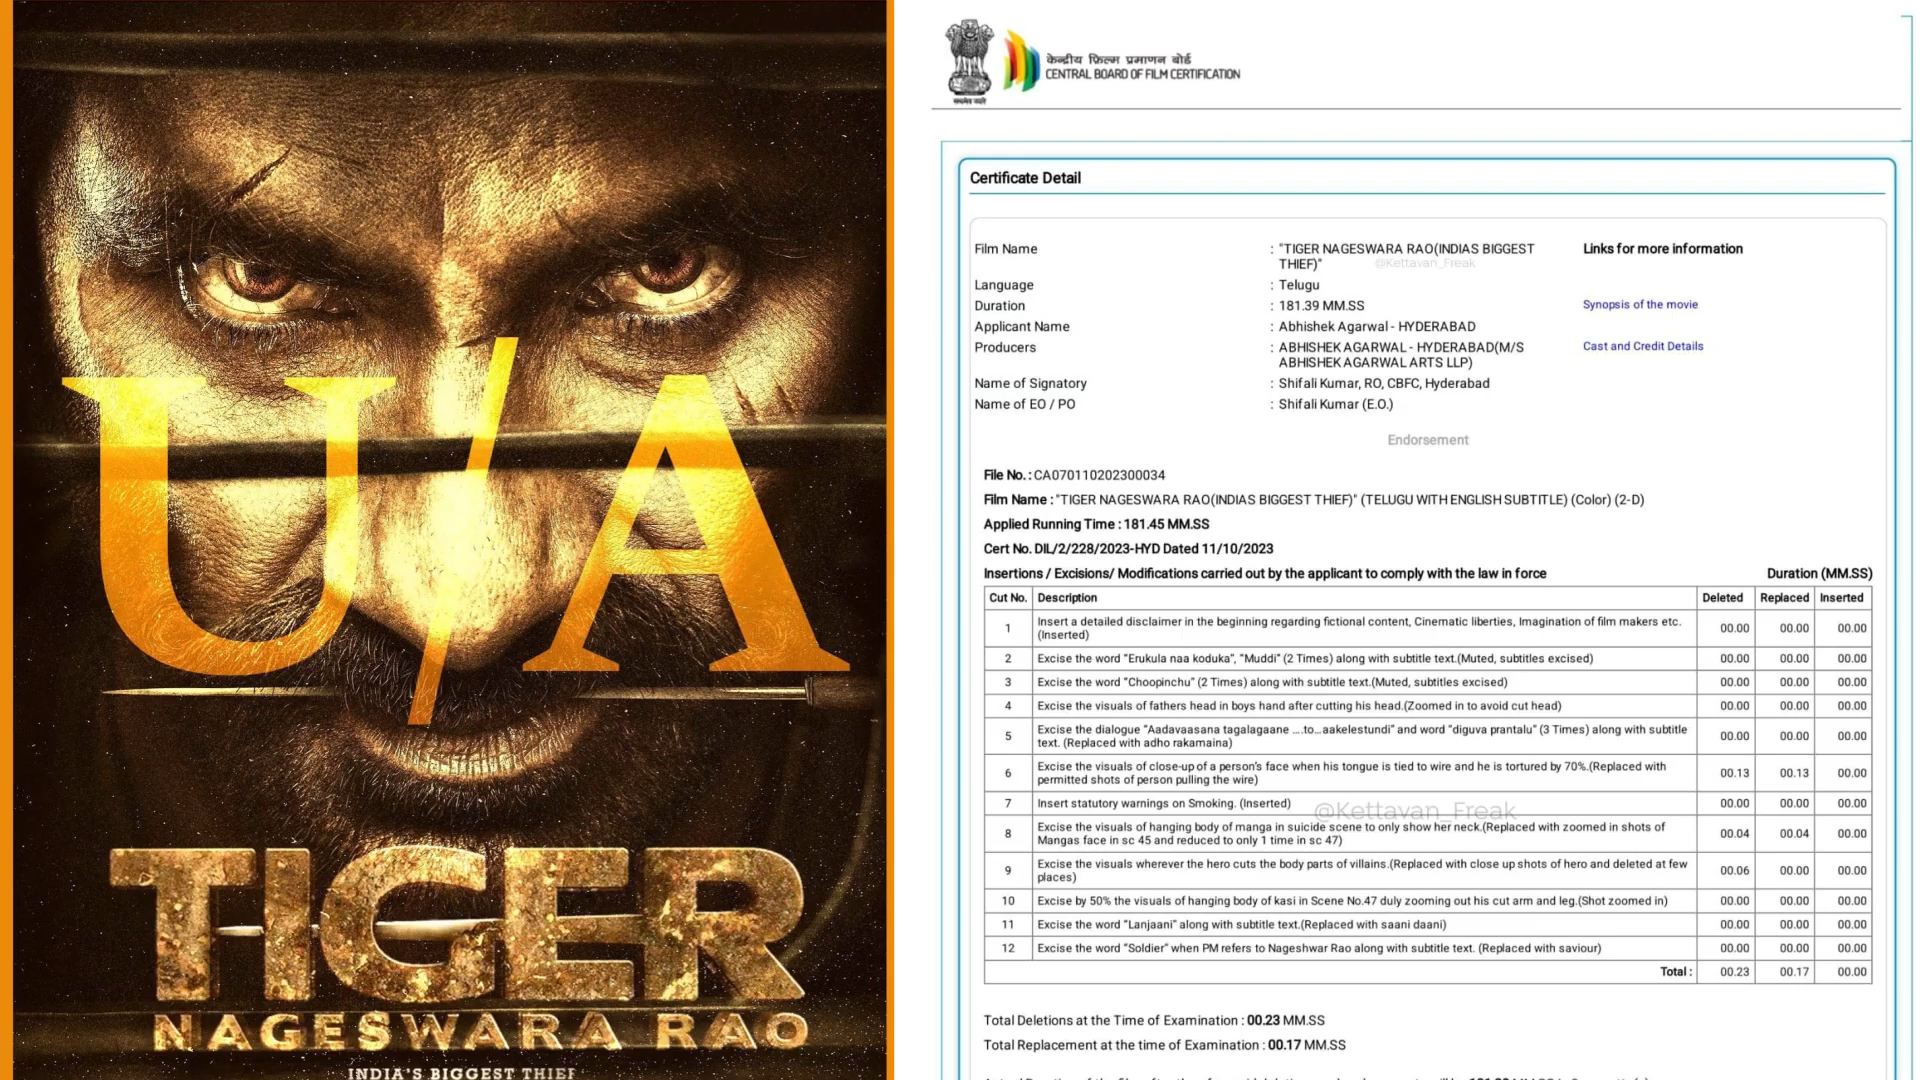 U/A
TIGER
NAGESWARA RAO
INDIA'S BIGGEST THIEF
सत्यमेव जयते
केन्द्रीय फ़िल्म प्रमाणन बोर्ड
CENTRAL BOARD OF FILM CERTIFICATION
Certificate Detail
Film Name : "TIGER NAGESWARA RAO(INDIAS BIGGEST Links for more information
THIEF)" @Kettavan_Freak
Language : Telugu
Duration : 181.39 MM.SS Synopsis of the movie
Applicant Name : Abhishek Agarwal - HYDERABAD
Producers : ABHISHEK AGARWAL - HYDERABAD(M/S Cast and Credit Details
ABHISHEK AGARWAL ARTS LLP)
Name of Signatory : Shifali Kumar, RO, CBFC, Hyderabad
Name of EO / PO : Shifali Kumar (E.O.)
Endorsement
File No. : CA070110202300034
Film Name : "TIGER NAGESWARA RAO(INDIAS BIGGEST THIEF)" (TELUGU WITH ENGLISH SUBTITLE) (Color) (2-D)
Applied Running Time : 181.45 MM.SS
Cert No. DIL/2/228/2023-HYD Dated 11/10/2023
Insertions / Excisions/ Modifications carried out by the applicant to comply with the law in force Duration (MM.SS)
Cut No. Description Deleted Replaced Inserted
1 Insert a detailed disclaimer in the beginning regarding fictional content, Cinematic liberties, Imagination of film makers etc. 00.00 00.00 00.00
(Inserted)
2 Excise the word "Erukula naa koduka", "Muddi" (2 Times) along with subtitle text.(Muted, subtitles excised) 00.00 00.00 00.00
3 Excise the word "Choopinchu" (2 Times) along with subtitle text.(Muted, subtitles excised) 00.00 00.00 00.00
4 Excise the visuals of fathers head in boys hand after cutting his head.(Zoomed in to avoid cut head) 00.00 00.00 00.00
5 Excise the dialogue "Aadavaasana tagalagaane ....to...aakelestundi" and word "diguva prantalu" (3 Times) along with subtitle 00.00 00.00 00.00
text. (Replaced with adho rakamaina)
6 Excise the visuals of close-up of a person's face when his tongue is tied to wire and he is tortured by 70%.(Replaced with 00.13 00.13 00.00
permitted shots of person pulling the wire)
7 Insert statutory warnings on Smoking. (Inserted) 00.00 00.00 00.00
@Kettavan_Freak
8 Excise the visuals of hanging body of manga in suicide scene to only show her neck.(Replaced with zoomed in shots of 00.04 00.04 00.00
Mangas face in sc 45 and reduced to only 1 time in sc 47)
9 Excise the visuals wherever the hero cuts the body parts of villains.(Replaced with close up shots of hero and deleted at few 00.06 00.00 00.00
places)
10 Excise by 50% the visuals of hanging body of kasi in Scene No.47 duly zooming out his cut arm and leg.(Shot zoomed in) 00.00 00.00 00.00
11 Excise the word "Lanjaani" along with subtitle text.(Replaced with saani daani) 00.00 00.00 00.00
12 Excise the word "Soldier" when PM refers to Nageshwar Rao along with subtitle text. (Replaced with saviour) 00.00 00.00 00.00
Total : 00.23 00.17 00.00
Total Deletions at the Time of Examination : 00.23 MM.SS
Total Replacement at the time of Examination : 00.17 MM.SS